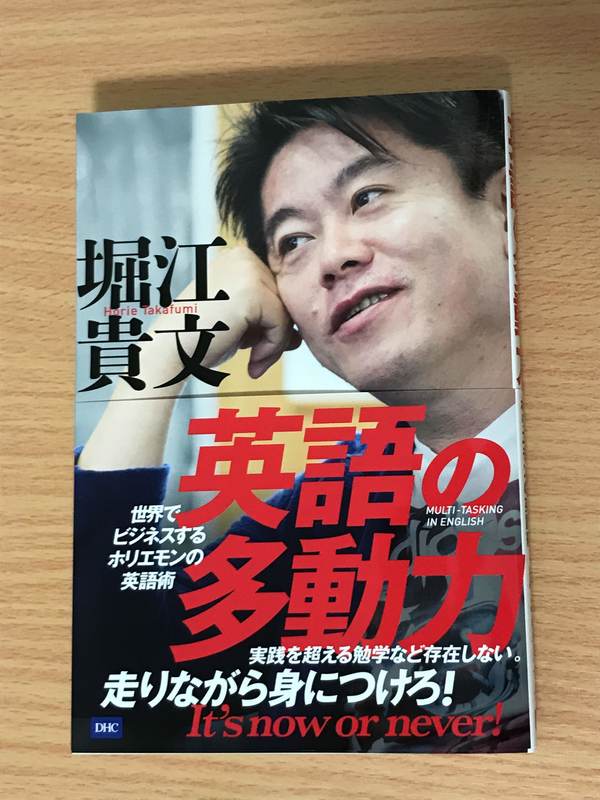 堀江
Horie Takafumi
貴文
英語の
MULTI-TASKING
IN ENGLISH
多動力
世界で
ビジネスする
ホリエモンの
英語術
実践を超える勉学など存在しない。
走りながら身につけろ!
It's now or never!
DHC